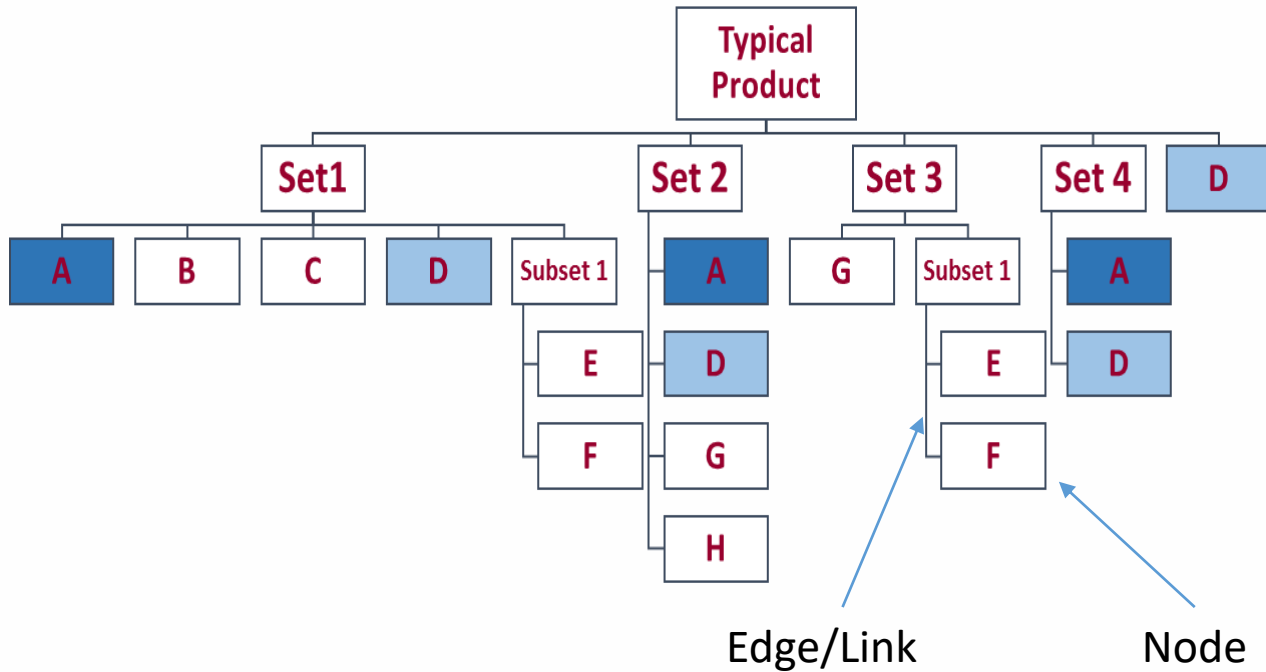 Typical
Product
Set1
Set 2
Set 3
Set 4
D
A
B
C
D
Subset 1
A
G
Subset 1
A
E
D
E
D
F
G
F
H
Edge/Link
Node